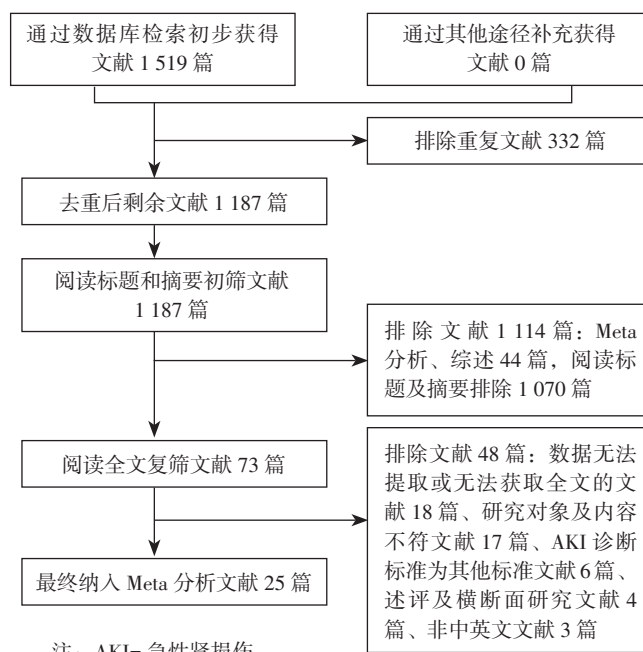 通过数据库检索初步获得
文献 1 519 篇
通过其他途径补充获得
文献 0 篇
排除重复文献 332 篇
去重后剩余文献 1 187 篇
阅读标题和摘要初筛文献
1 187 篇
排除文献 1 114 篇：Meta
分析、综述 44 篇，阅读标
题及摘要排除 1 070 篇
阅读全文复筛文献 73 篇
排除文献 48 篇：数据无法
提取或无法获取全文的文
献 18 篇、研究对象及内容
不符文献 17 篇、AKI 诊断
标准为其他标准文献 6 篇、
述评及横断面研究文献 4
篇、非中英文文献 3 篇
最终纳入 Meta 分析文献 25 篇
注：AKI= 急性肾损伤